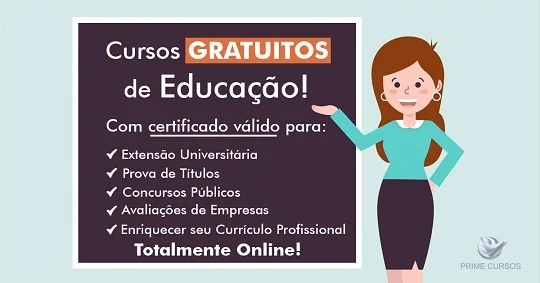 Cursos GRATUITOS
de Educação!
Com certificado válido para:
✔ Extensão Universitária
✔ Prova de Títulos
✔ Concursos Públicos
✔ Avaliações de Empresas
✔ Enriquecer seu Currículo Profissional
Totalmente Online!
PRIME CURSOS